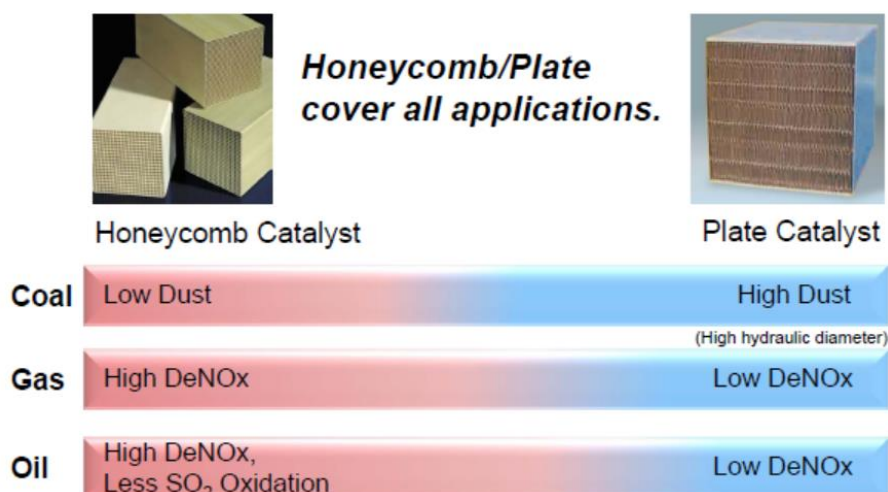 Honeycomb/Plate
cover all applications.
Honeycomb Catalyst
Plate Catalyst
Coal
Low Dust
High Dust
(High hydraulic diameter)
Gas
High DeNOx
Low DeNOx
Oil
High DeNOx,
Less SO₂ Oxidation
Low DeNOx